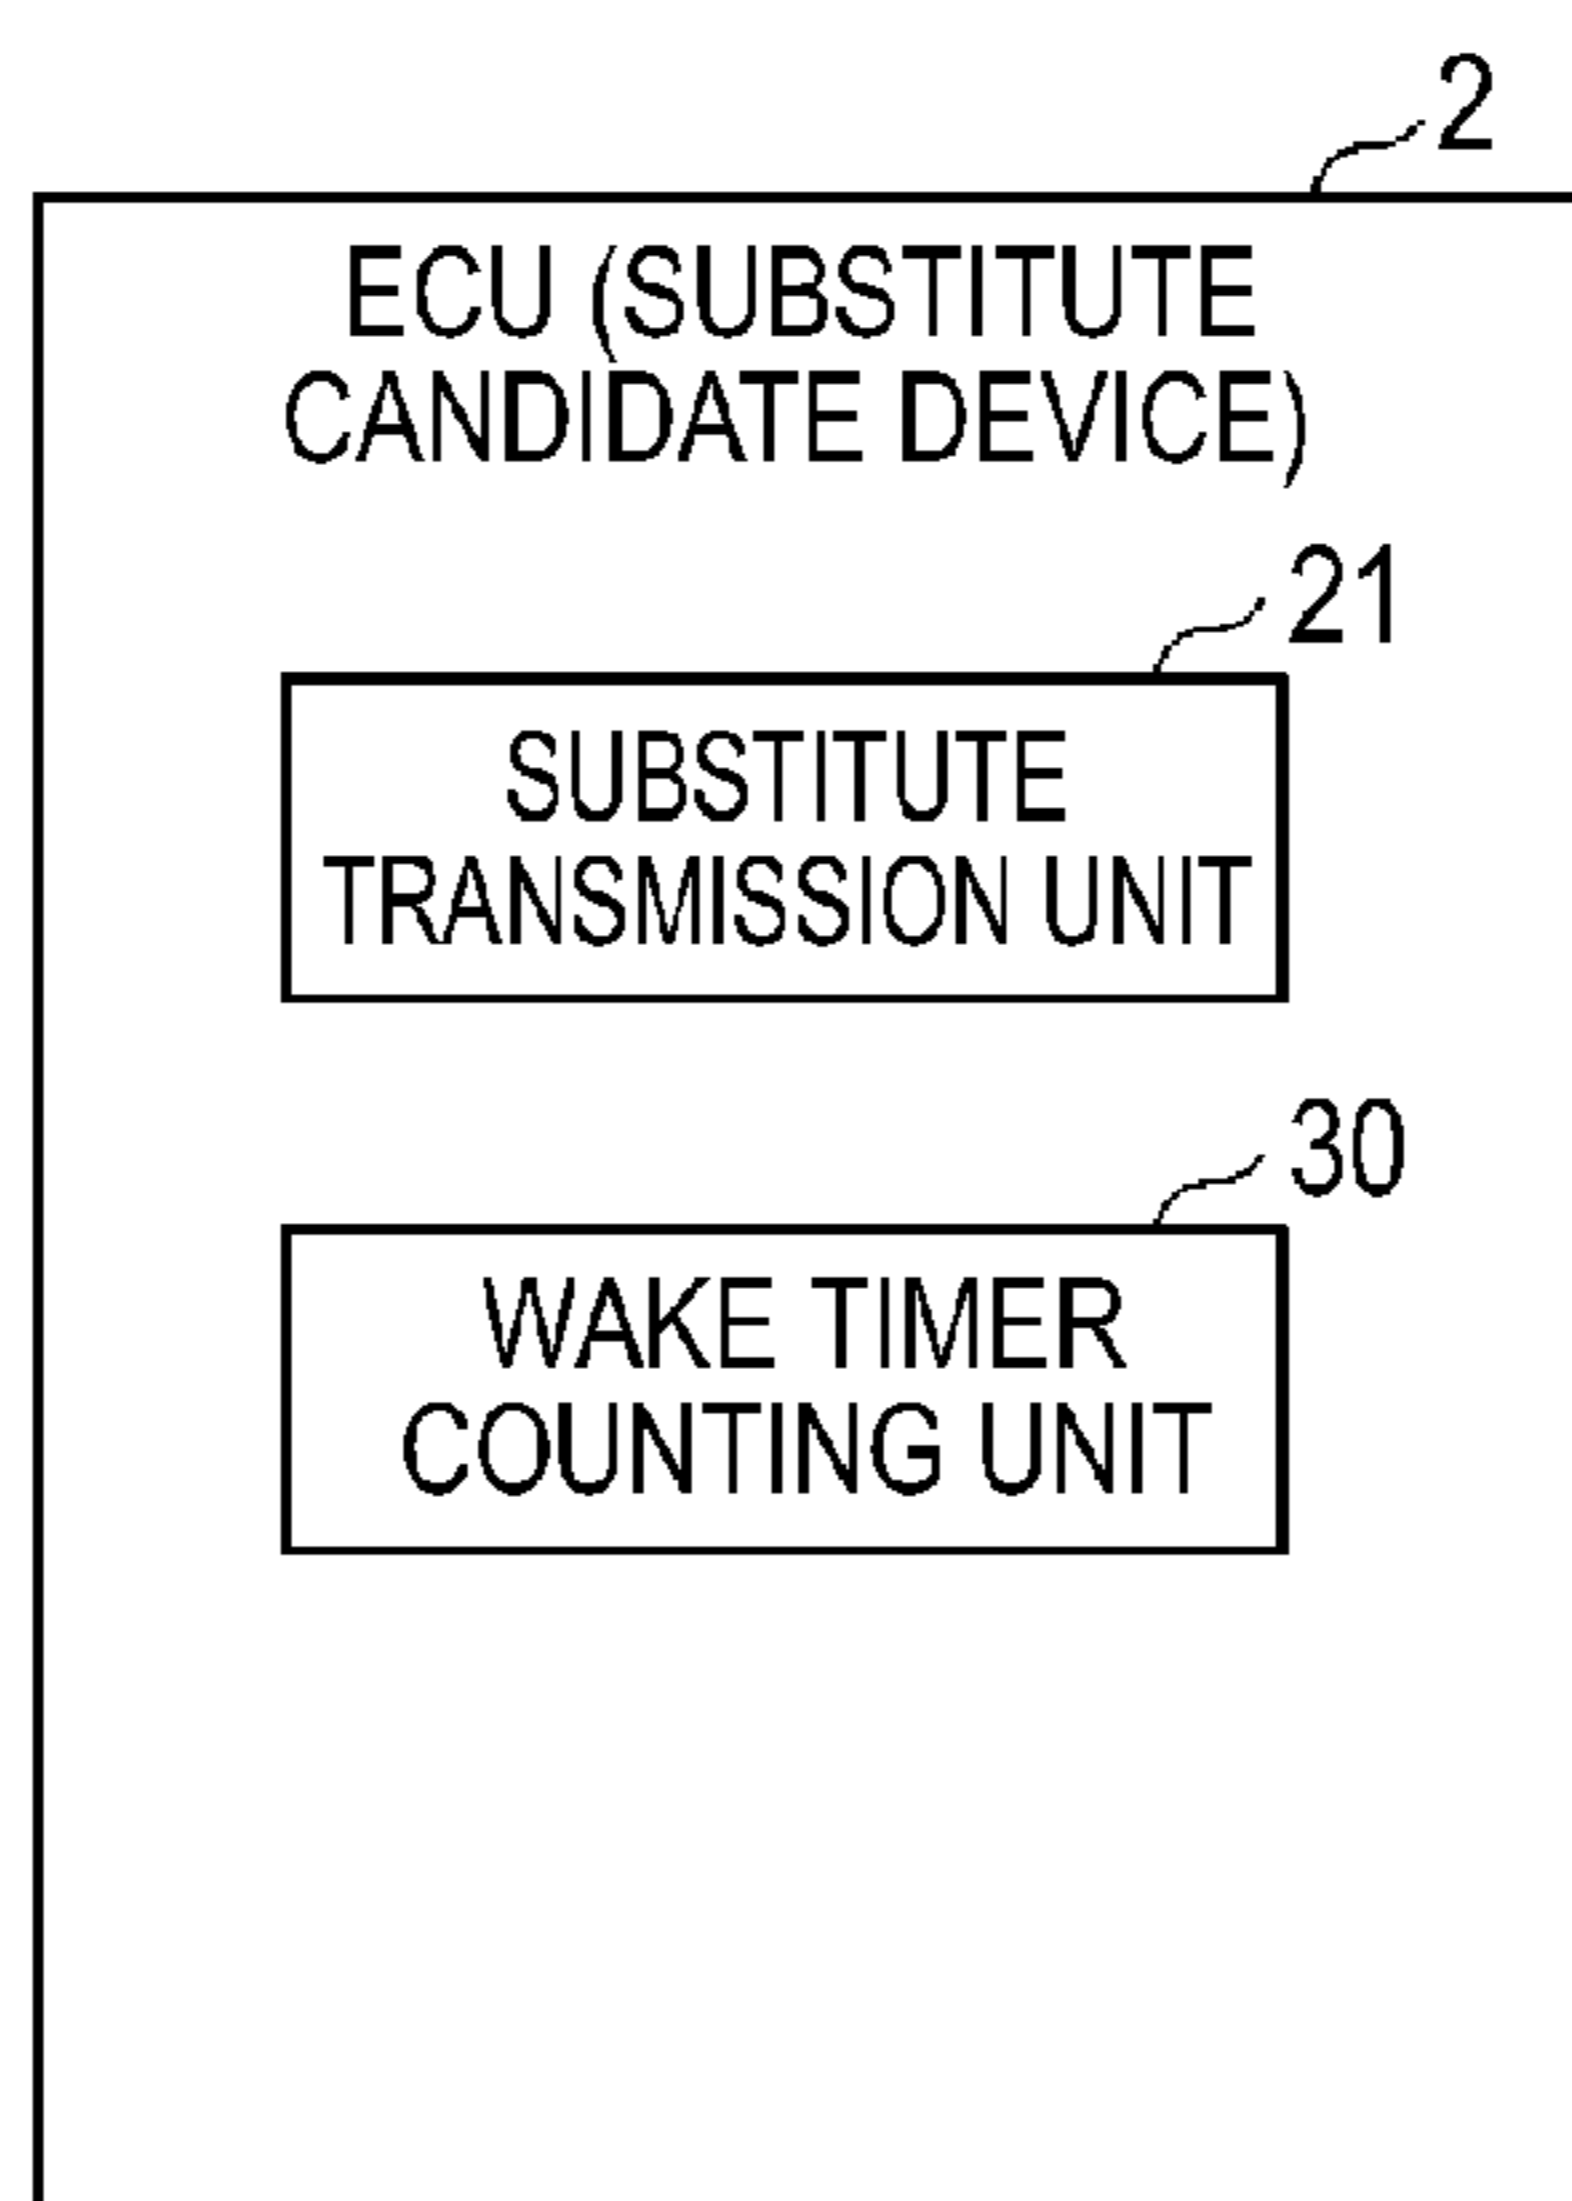 2
ECU (SUBSTITUTE
CANDIDATE DEVICE)
21
SUBSTITUTE
TRANSMISSION UNIT
30
WAKE TIMER
COUNTING UNIT